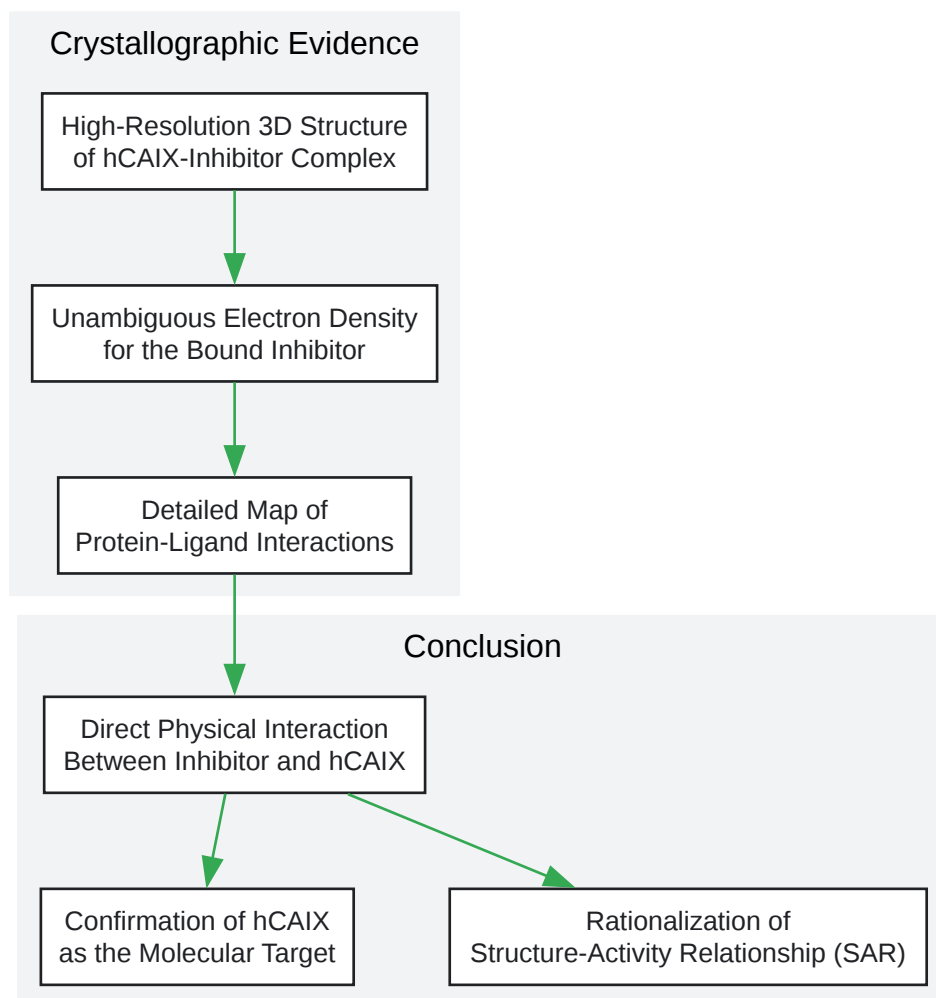 Crystallographic Evidence
High-Resolution 3D Structure
of hCAIX-Inhibitor Complex
Unambiguous Electron Density
for the Bound Inhibitor
Detailed Map of
Protein-Ligand Interactions
Conclusion
Direct Physical Interaction
Between Inhibitor and hCAIX
Confirmation of hCAIX
as the Molecular Target
Rationalization of
Structure-Activity Relationship (SAR)